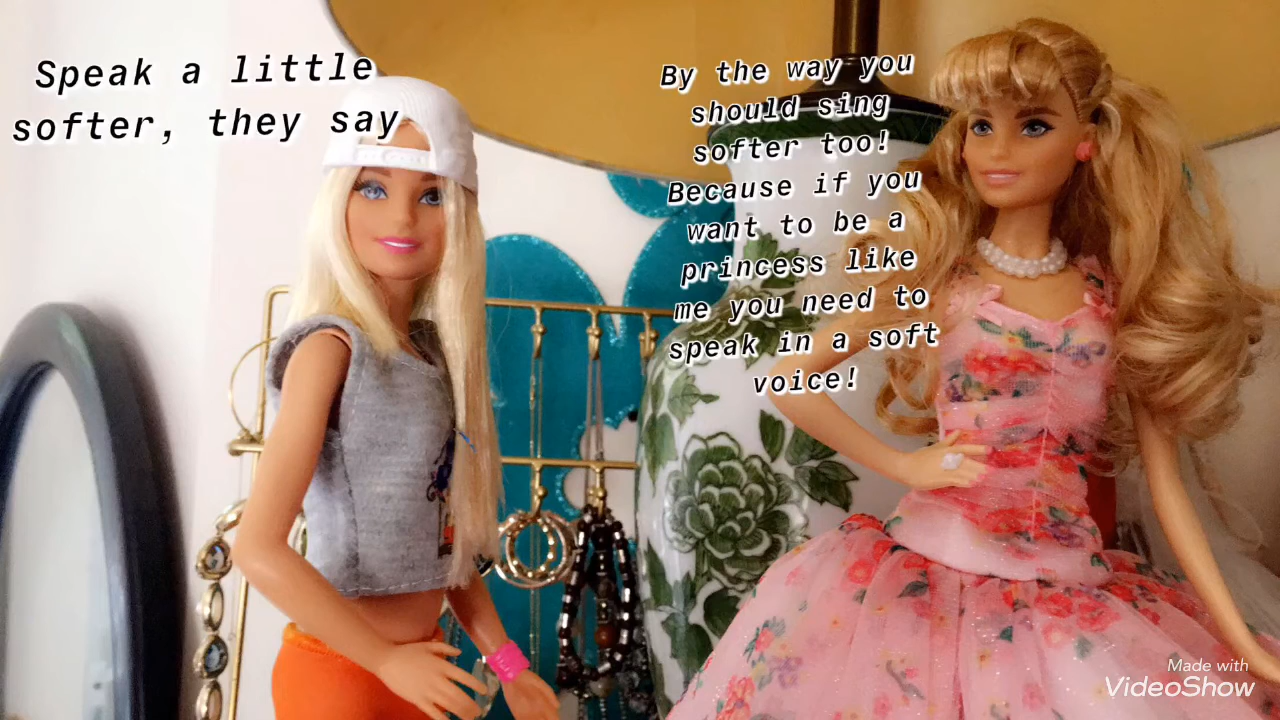 Speak a little
softer, they say
By the way you
should sing
softer too!
Because if you
want to be a
princess like
me you need to
speak in a soft
voice!
Made with
VideoShow